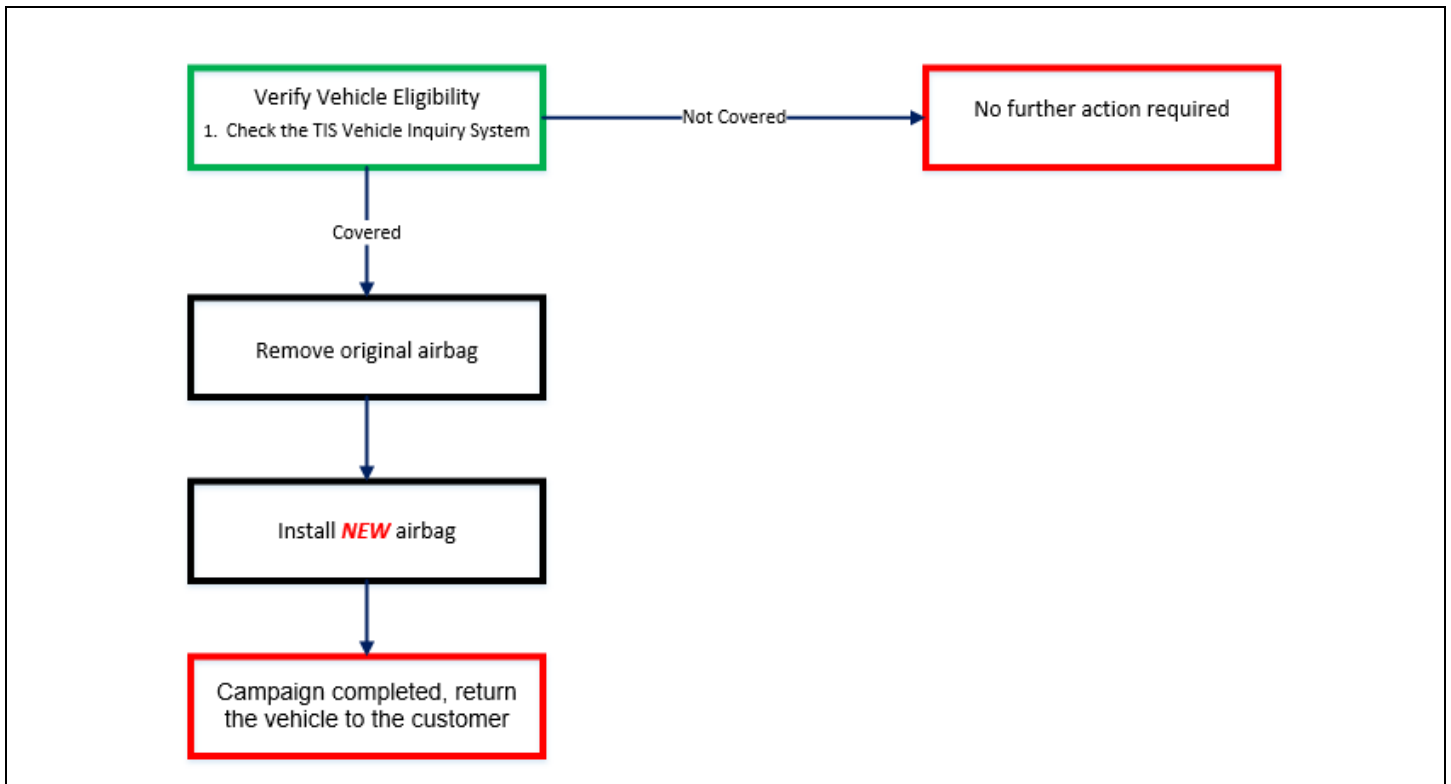 Verify Vehicle Eligibility
1. Check the TIS Vehicle Inquiry System
Not Covered
No further action required
Covered
Remove original airbag
Install NEW airbag
Campaign completed, return
the vehicle to the customer